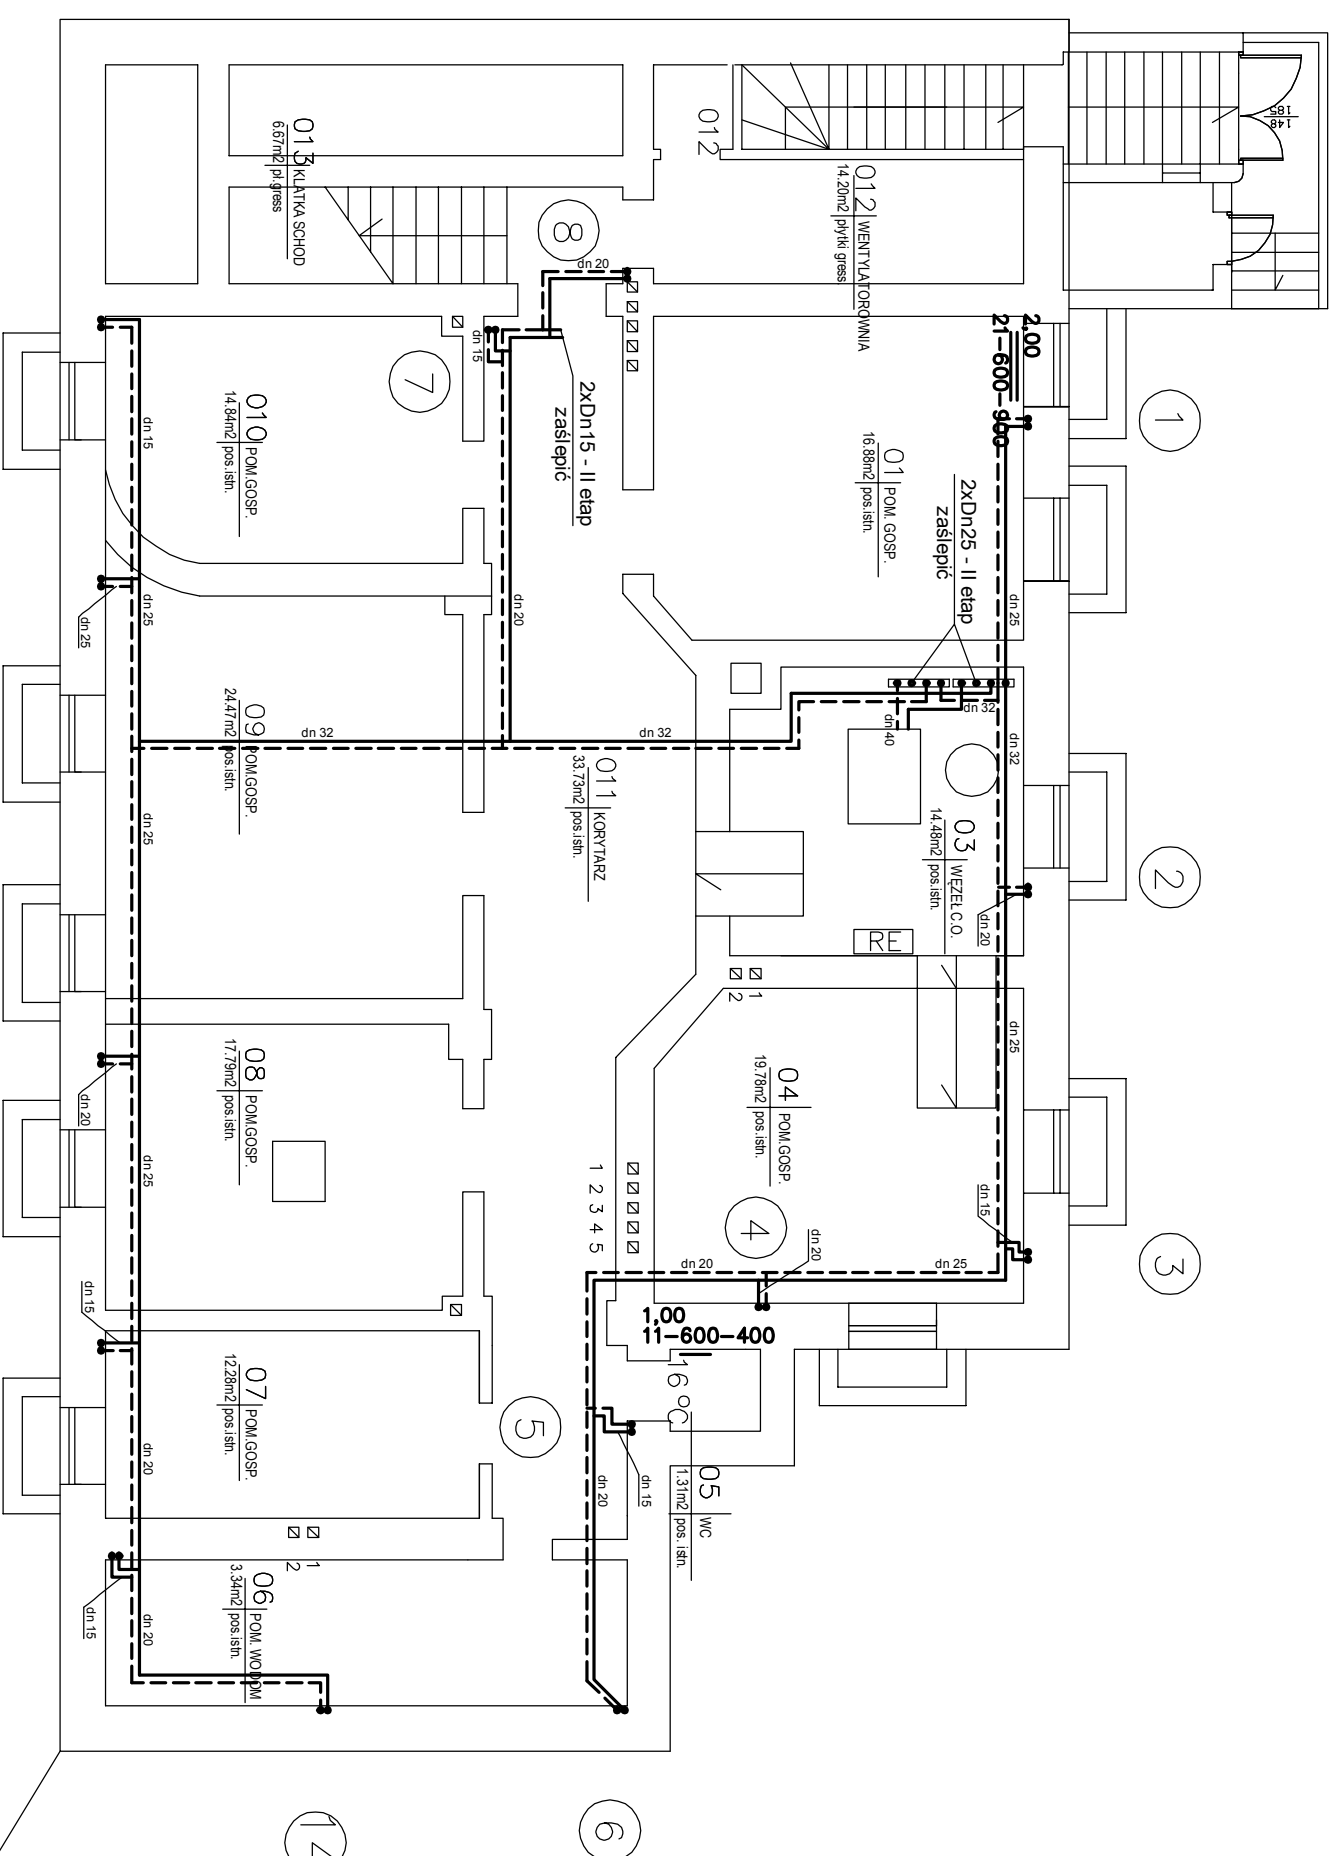 185
148
013
KLATKA SCHOD
6.67m2
pł.gress
012
012
WENTYLATOROWNIA
14.20m2
płytki gress
8
dn 20
dn 15
7
2xDn15 - II etap
zaślepić
010
POM.GOSP.
14.84m2
pos.istn.
dn 15
2,00
21-600-900
1
01
POM. GOSP.
16.88m2
pos.istn.
2xDn25 - II etap
zaślepić
dn 25
dn 20
dn 25
dn 25
09
POM.GOSP.
24.47m2
pos.istn.
dn 32
dn 32
dn 32
dn 40
dn 32
011
KORYTARZ
33.73m2
pos.istn.
03
WĘZEŁ C.O.
14.48m2
pos.istn.
RE
2
dn 20
dn 25
1
2
dn 25
08
POM.GOSP.
17.79m2
pos.istn.
dn 20
dn 25
04
POM.GOSP.
19.78m2
pos.istn.
1
2
3
4
5
4
dn 20
dn 15
3
dn 20
dn 25
1,00
11-600-400
16°C
dn 15
07
POM.GOSP.
12.28m2
pos.istn.
5
dn 20
dn 20
dn 15
05
WC
1.31m2
pos. istn.
1
2
06
POM. WODOM
3.34m2
pos.istn.
dn 15
dn 20
6